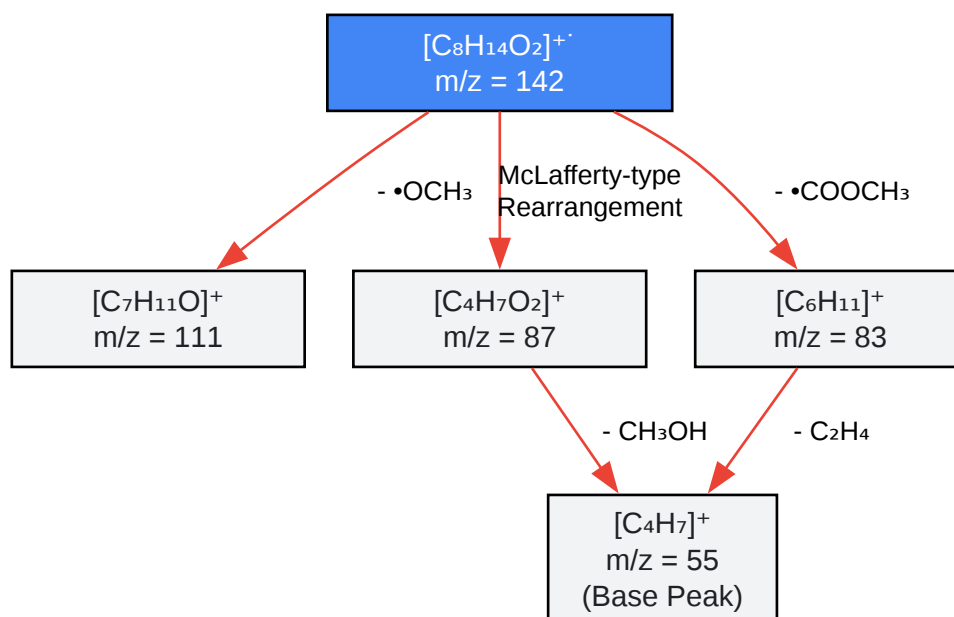 [C₈H₁₄O₂]⁺˙
m/z = 142
- •OCH₃
McLafferty-type
Rearrangement
- •COOCH₃
[C₇H₁₁O]⁺
m/z = 111
[C₄H₇O₂]⁺
m/z = 87
[C₆H₁₁]⁺
m/z = 83
- CH₃OH
- C₂H₄
[C₄H₇]⁺
m/z = 55
(Base Peak)